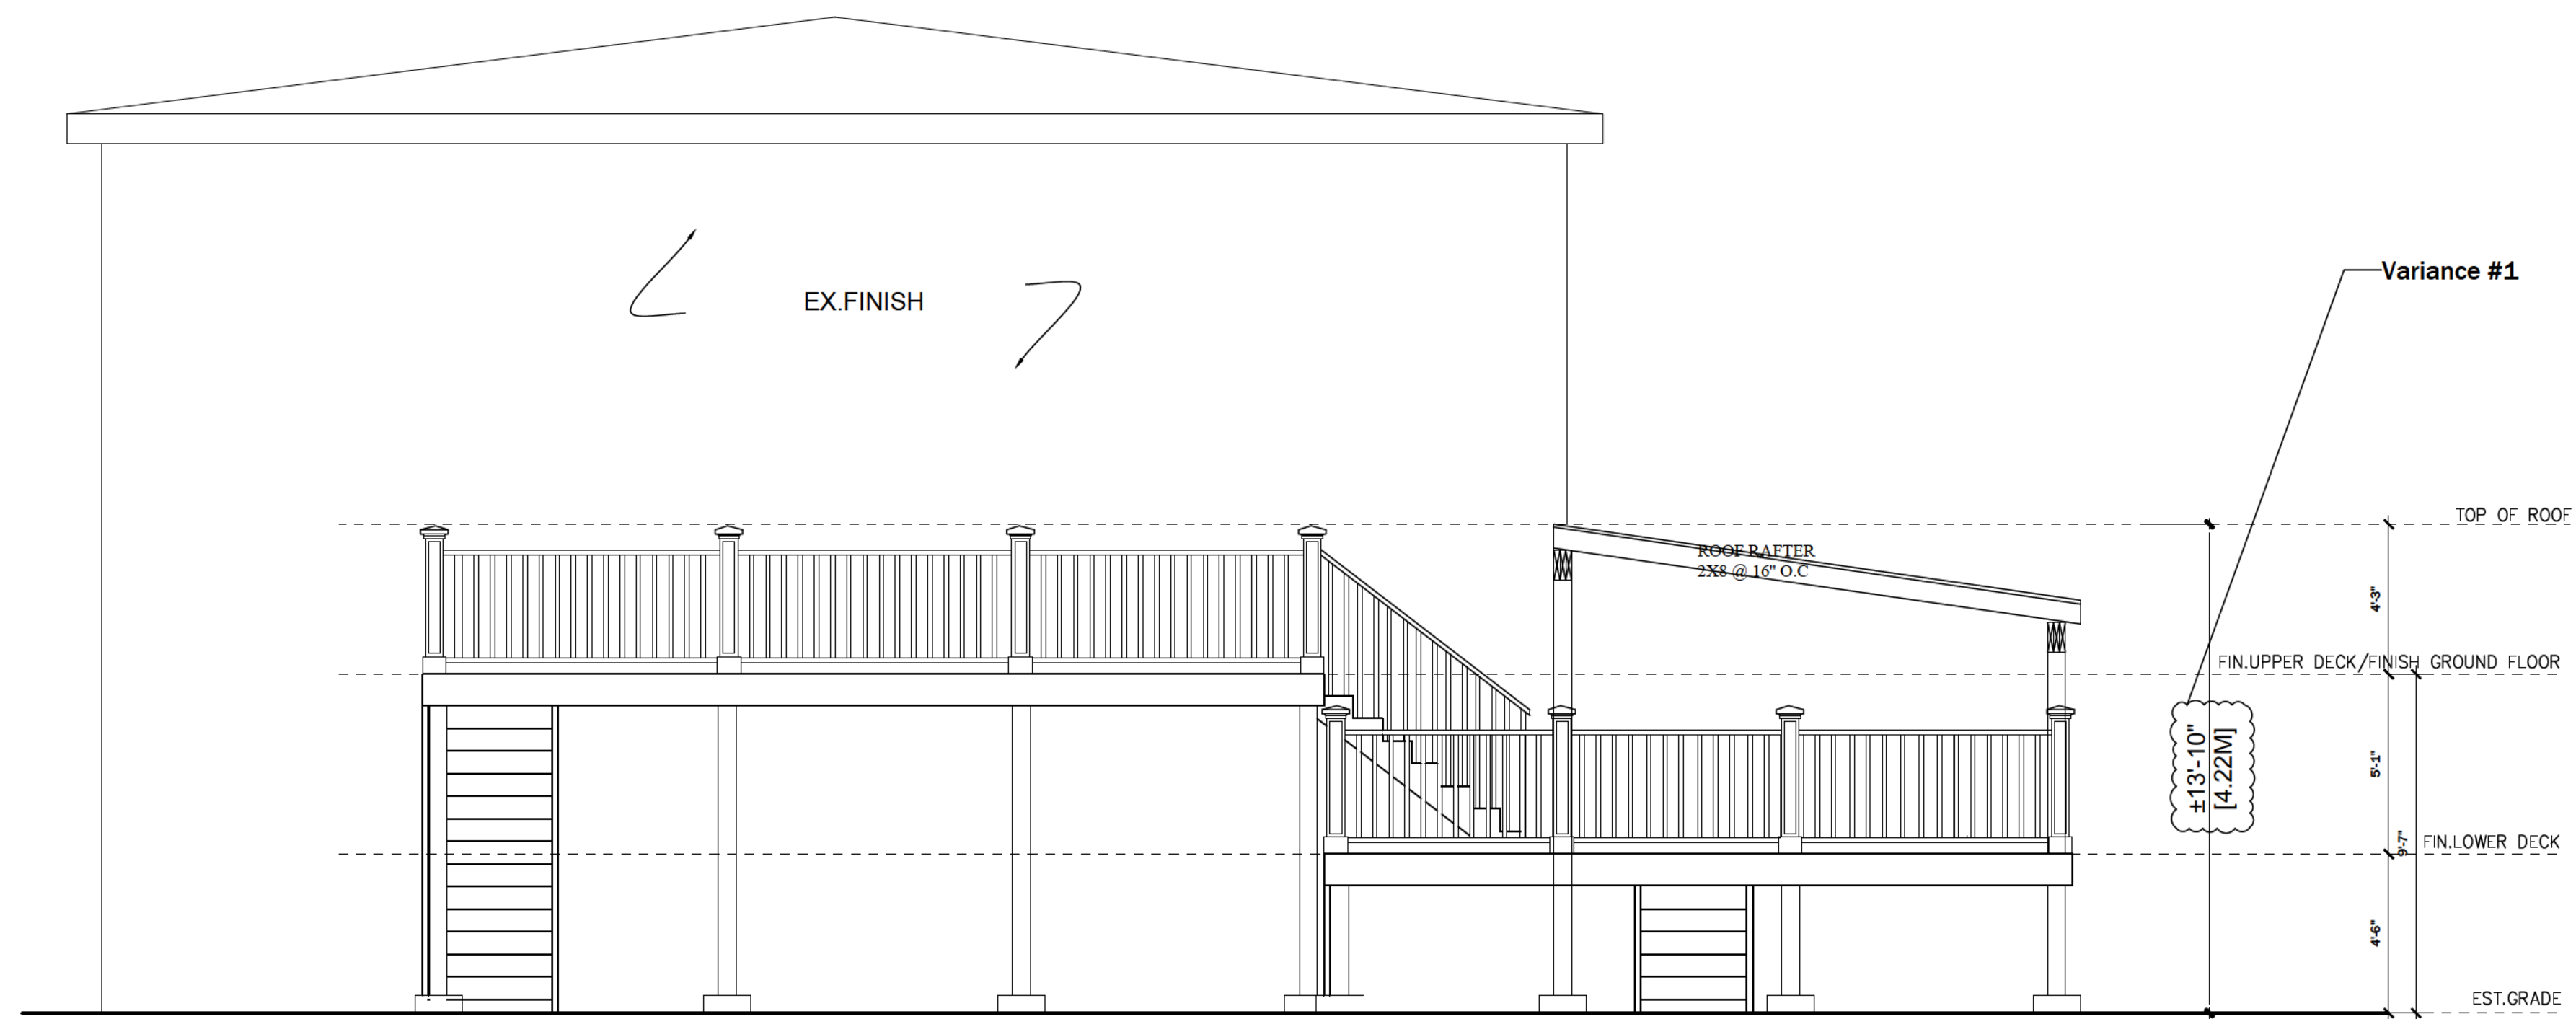 Variance #1
EX.FINISH
TOP OF ROOF
ROOF RAFTER
2X8 @ 16" O.C
4'-3"
FIN.UPPER DECK/FINISH GROUND FLOOR
±13'-10"
[4.22M]
5'-1"
9'-7"
FIN.LOWER DECK
4'-6"
EST.GRADE